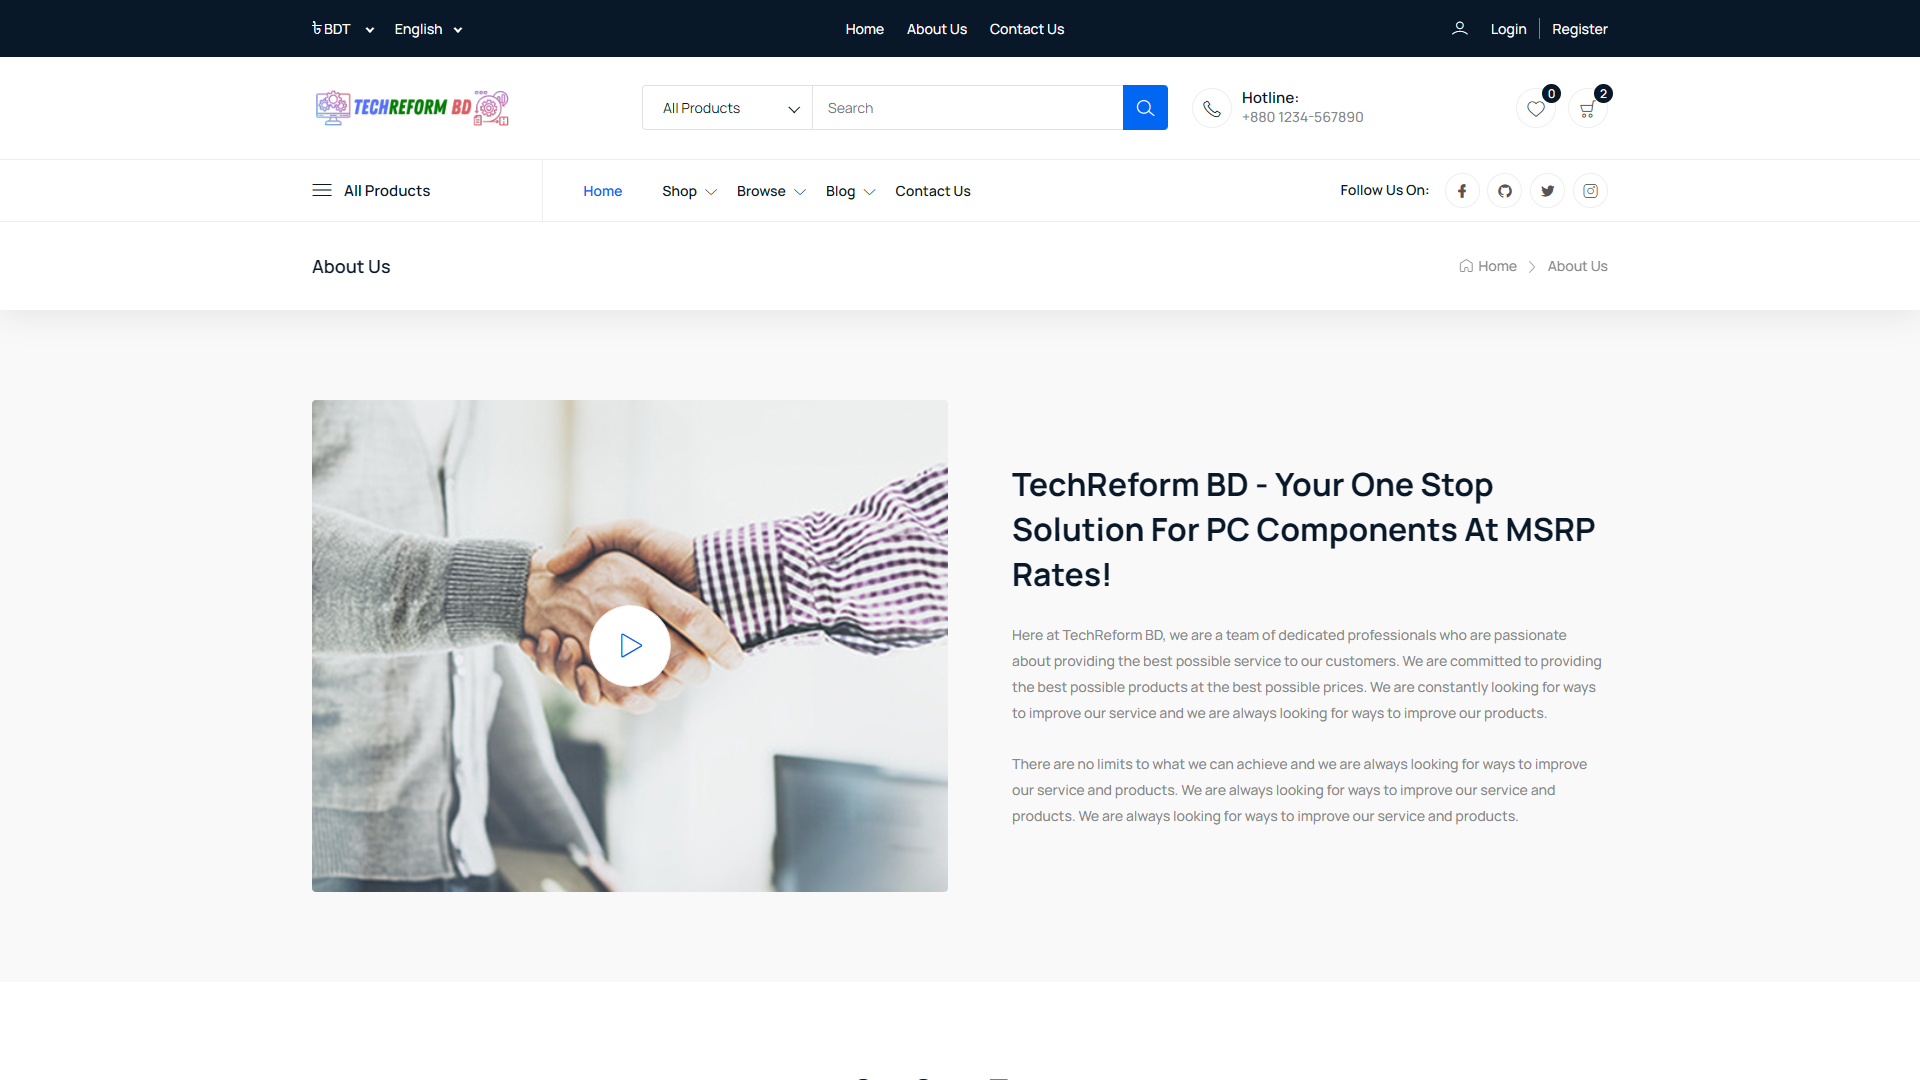 ৳ BDT English Home About Us Contact Us Login Register
TECHREFORM BD All Products Search Hotline:
+880 1234-567890 0 2
All Products Home Shop Browse Blog Contact Us Follow Us On:
About Us Home About Us
TechReform BD - Your One Stop
Solution For PC Components At MSRP
Rates!
Here at TechReform BD, we are a team of dedicated professionals who are passionate
about providing the best possible service to our customers. We are committed to providing
the best possible products at the best possible prices. We are constantly looking for ways
to improve our service and we are always looking for ways to improve our products.
There are no limits to what we can achieve and we are always looking for ways to improve
our service and products. We are always looking for ways to improve our service and
products. We are always looking for ways to improve our service and products.